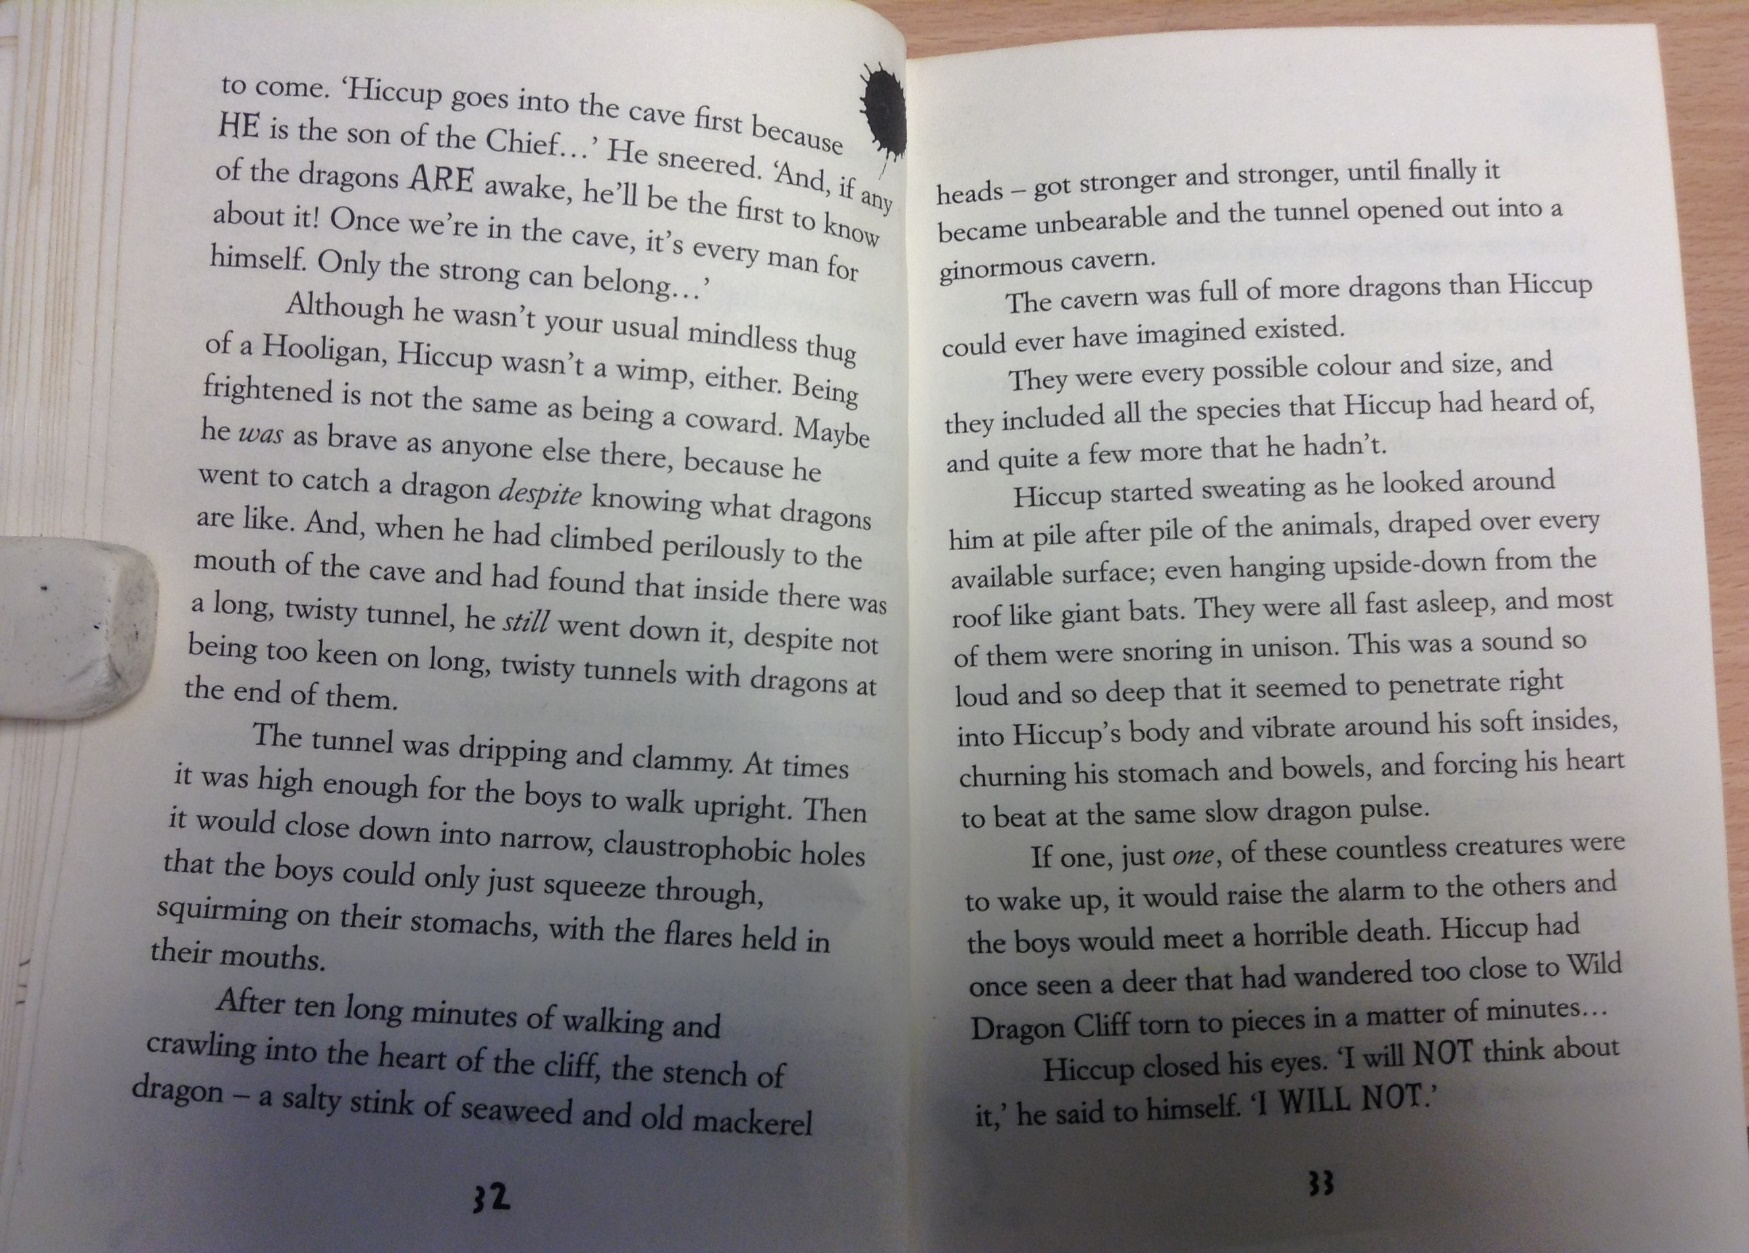 to come. ‘Hiccup goes into the cave first because
HE is the son of the Chief…’ He sneered. ‘And, if any
of the dragons ARE awake, he’ll be the first to know
about it! Once we’re in the cave, it’s every man for
himself. Only the strong can belong…’
Although he wasn’t your usual mindless thug
of a Hooligan, Hiccup wasn’t a wimp, either. Being
frightened is not the same as being a coward. Maybe
he was as brave as anyone else there, because he
went to catch a dragon despite knowing what dragons
are like. And, when he had climbed perilously to the
mouth of the cave and had found that inside there was
a long, twisty tunnel, he still went down it, despite not
being too keen on long, twisty tunnels with dragons at
the end of them.
The tunnel was dripping and clammy. At times
it was high enough for the boys to walk upright. Then
it would close down into narrow, claustrophobic holes
that the boys could only just squeeze through,
squirming on their stomachs, with the flares held in
their mouths.
After ten long minutes of walking and
crawling into the heart of the cliff, the stench of
dragon – a salty stink of seaweed and old mackerel
32
heads – got stronger and stronger, until finally it
became unbearable and the tunnel opened out into a
ginormous cavern.
The cavern was full of more dragons than Hiccup
could ever have imagined existed.
They were every possible colour and size, and
they included all the species that Hiccup had heard of,
and quite a few more that he hadn’t.
Hiccup started sweating as he looked around
him at pile after pile of the animals, draped over every
available surface; even hanging upside-down from the
roof like giant bats. They were all fast asleep, and most
of them were snoring in unison. This was a sound so
loud and so deep that it seemed to penetrate right
into Hiccup’s body and vibrate around his soft insides,
churning his stomach and bowels, and forcing his heart
to beat at the same slow dragon pulse.
If one, just one, of these countless creatures were
to wake up, it would raise the alarm to the others and
the boys would meet a horrible death. Hiccup had
once seen a deer that had wandered too close to Wild
Dragon Cliff torn to pieces in a matter of minutes…
Hiccup closed his eyes. ‘I will NOT think about
it,’ he said to himself. ‘I WILL NOT.’
33